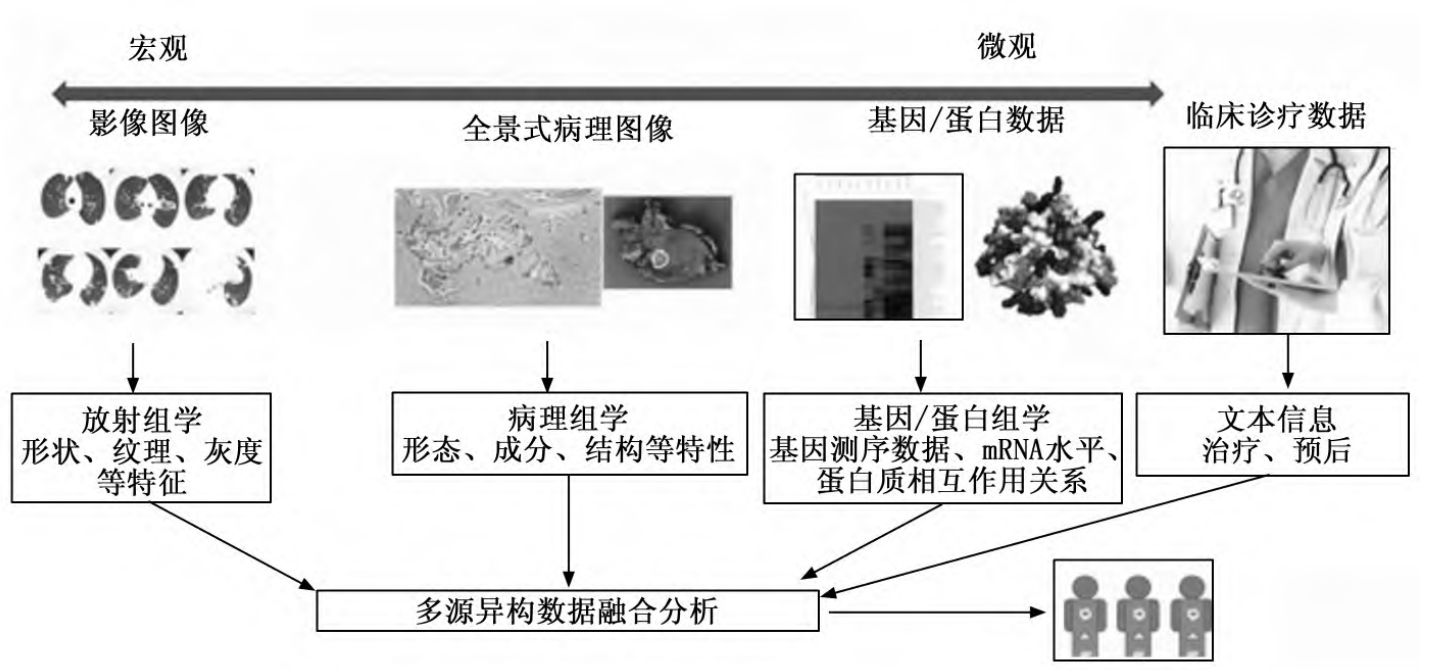 宏观
微观
影像图像
全景式病理图像
基因/蛋白数据
临床诊疗数据
放射组学
形状、纹理、灰度
等特征
病理组学
形态、成分、结构等特性
基因/蛋白组学
基因测序数据、mRNA水平、
蛋白质相互作用关系
文本信息
治疗、预后
多源异构数据融合分析